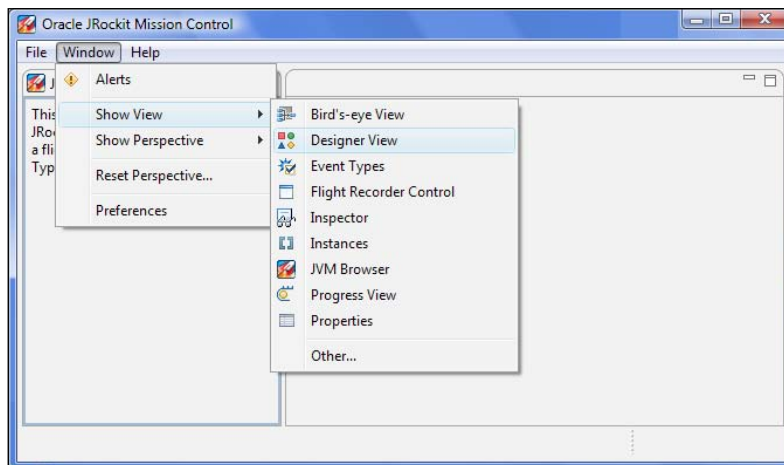 Oracle JRockit Mission Control
File Window Help
J
This
JRo
a fli
Typ
Alerts
Show View
Show Perspective
Reset Perspective...
Preferences
Bird's-eye View
Designer View
Event Types
Flight Recorder Control
Inspector
Instances
JVM Browser
Progress View
Properties
Other...